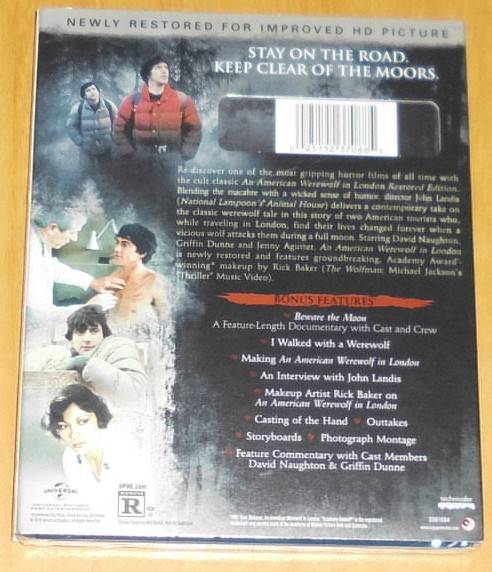 NEWLY RESTORED FOR IMPROVED HD PICTURE
STAY ON THE ROAD.
KEEP CLEAR OF THE MOORS.
Re-discover one of the most gripping horror films of all time with
the cult classic An American Werewolf in London Restored Edition.
Blending the macabre with a wicked sense of humor, director John Landis
(National Lampoon's Animal House) delivers a contemporary take on
the classic werewolf tale in this story of two American tourists who,
while traveling in London, find their lives changed forever when a
vicious wolf attacks them during a full moon. Starring David Naughton,
Griffin Dunne and Jenny Agutter, An American Werewolf in London
is newly restored and features groundbreaking, Academy Award-
winning* makeup by Rick Baker (The Wolfman; Michael Jackson's
"Thriller" Music Video).
BONUS FEATURES
Beware the Moon
A Feature-Length Documentary with Cast and Crew
I Walked with a Werewolf
Making An American Werewolf in London
An Interview with John Landis
Makeup Artist Rick Baker on
An American Werewolf in London
Casting of the Hand Outtakes
Storyboards Photograph Montage
Feature Commentary with Cast Members
David Naughton & Griffin Dunne
UNIVERSAL
UPHE.com
RESTRICTED
R
technicolor